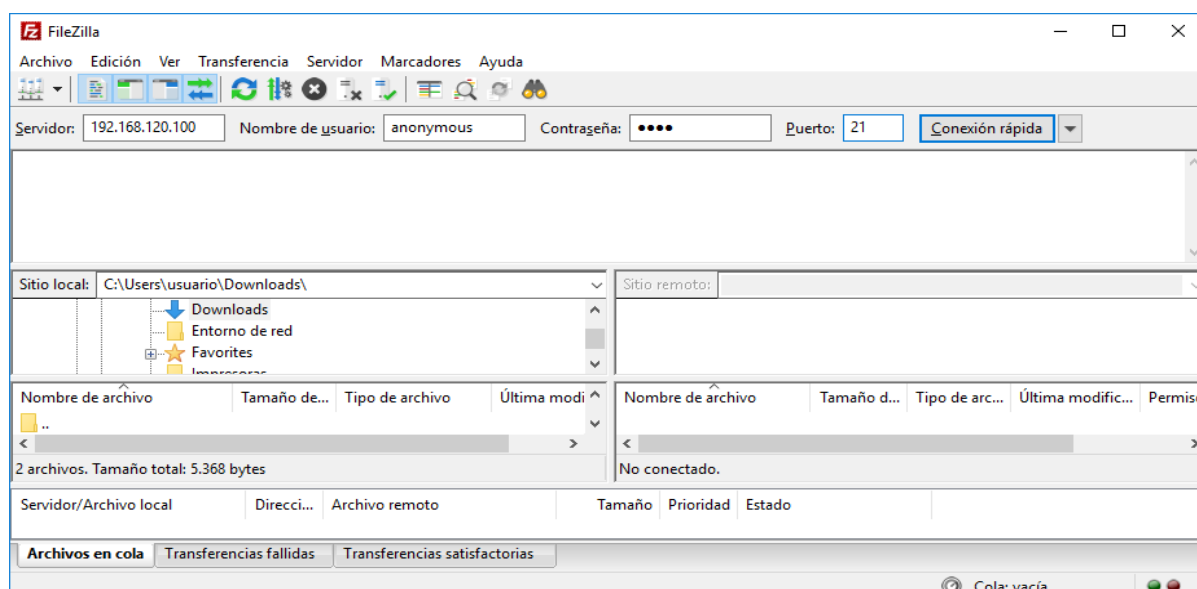 FileZilla
Archivo Edición Ver Transferencia Servidor Marcadores Ayuda
Servidor: 192.168.120.100 Nombre de usuario: anonymous Contraseña: ●●●● Puerto: 21 Conexión rápida
Sitio local: C:\Users\usuario\Downloads\
Downloads
Entorno de red
Favorites
Impresoras
Sitio remoto:
Nombre de archivo Tamaño de... Tipo de archivo Última modi
..
2 archivos. Tamaño total: 5.368 bytes
Nombre de archivo Tamaño d... Tipo de arc... Última modific... Permis
No conectado.
Servidor/Archivo local Direcci... Archivo remoto Tamaño Prioridad Estado
Archivos en cola Transferencias fallidas Transferencias satisfactorias
Cola: vacía